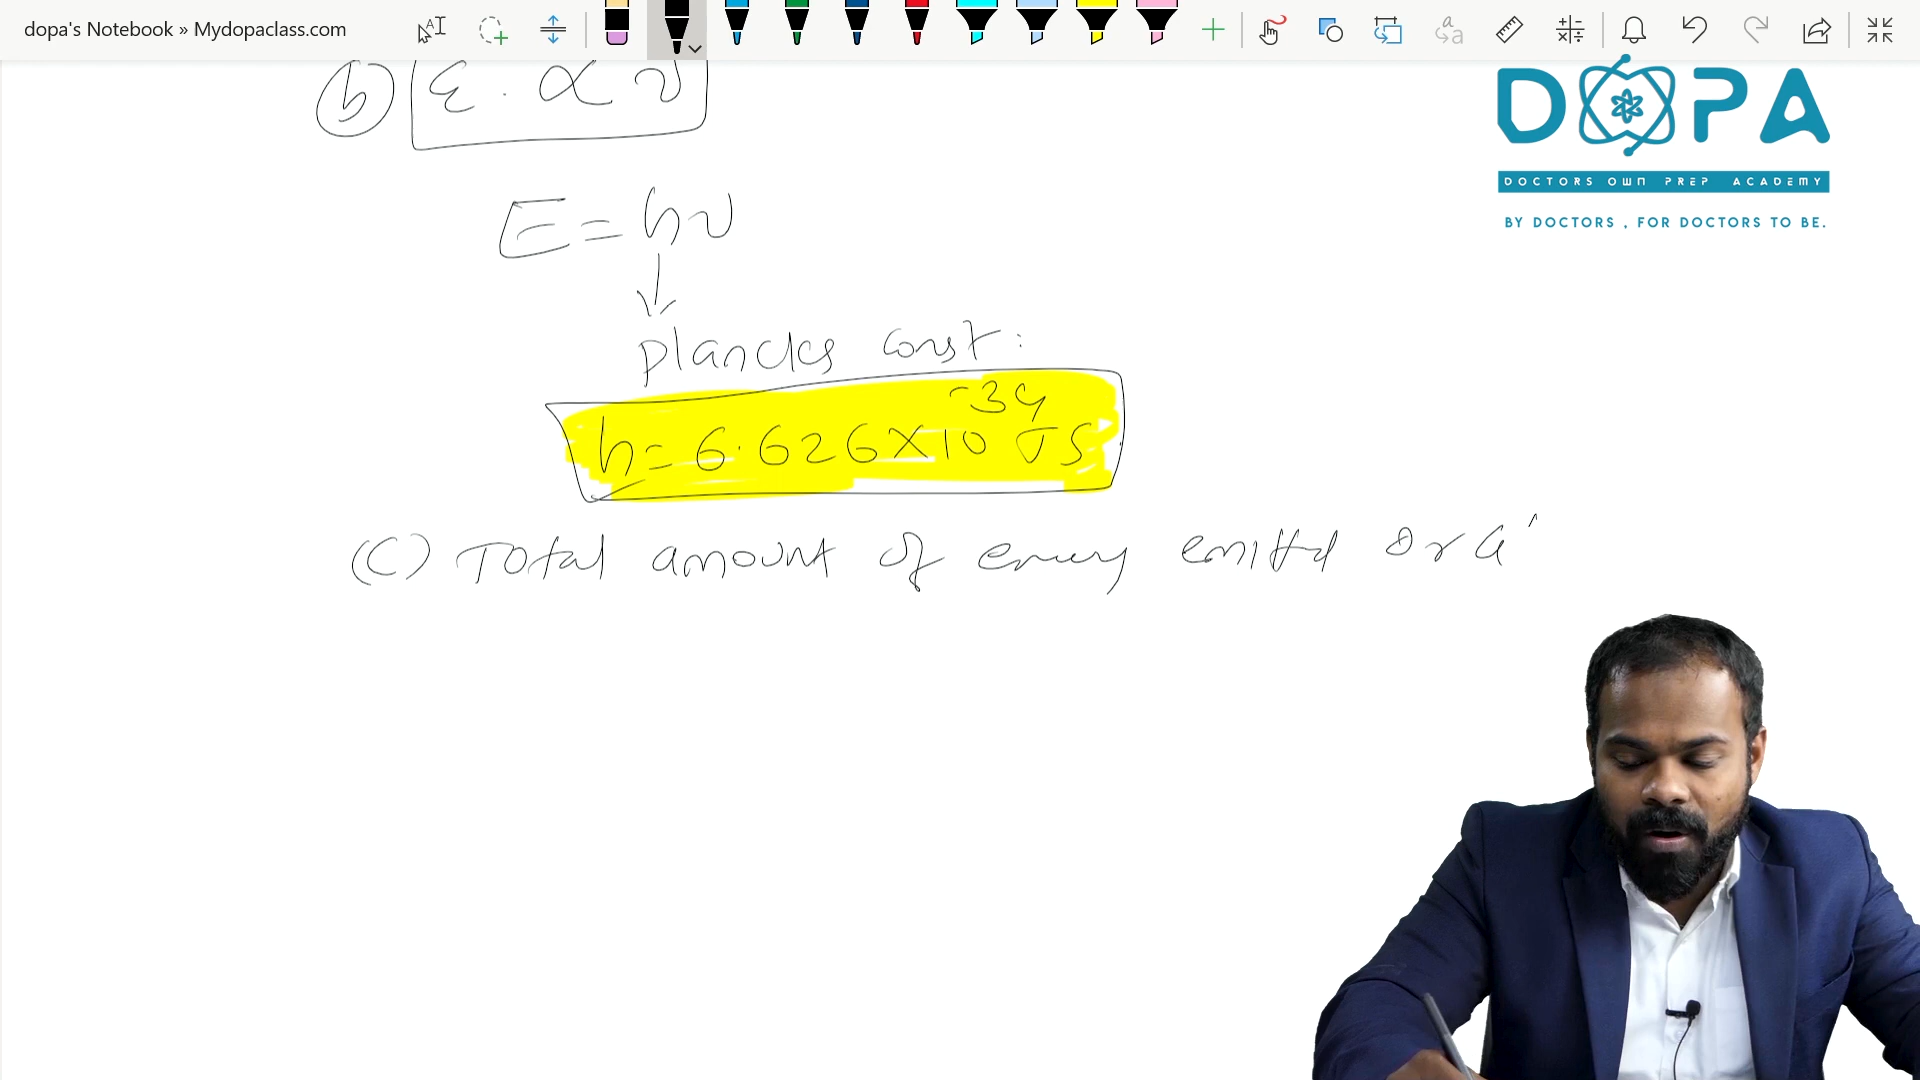 dopa's Notebook » Mydopaclass.com
DOPA
DOCTORS OWN PREP ACADEMY
BY DOCTORS , FOR DOCTORS TO BE.
(b) E . ∝ ν
E = hν
plancks const:
h = 6.626 × 10⁻³⁴ J S
(C) Total amount of energy emitted or a